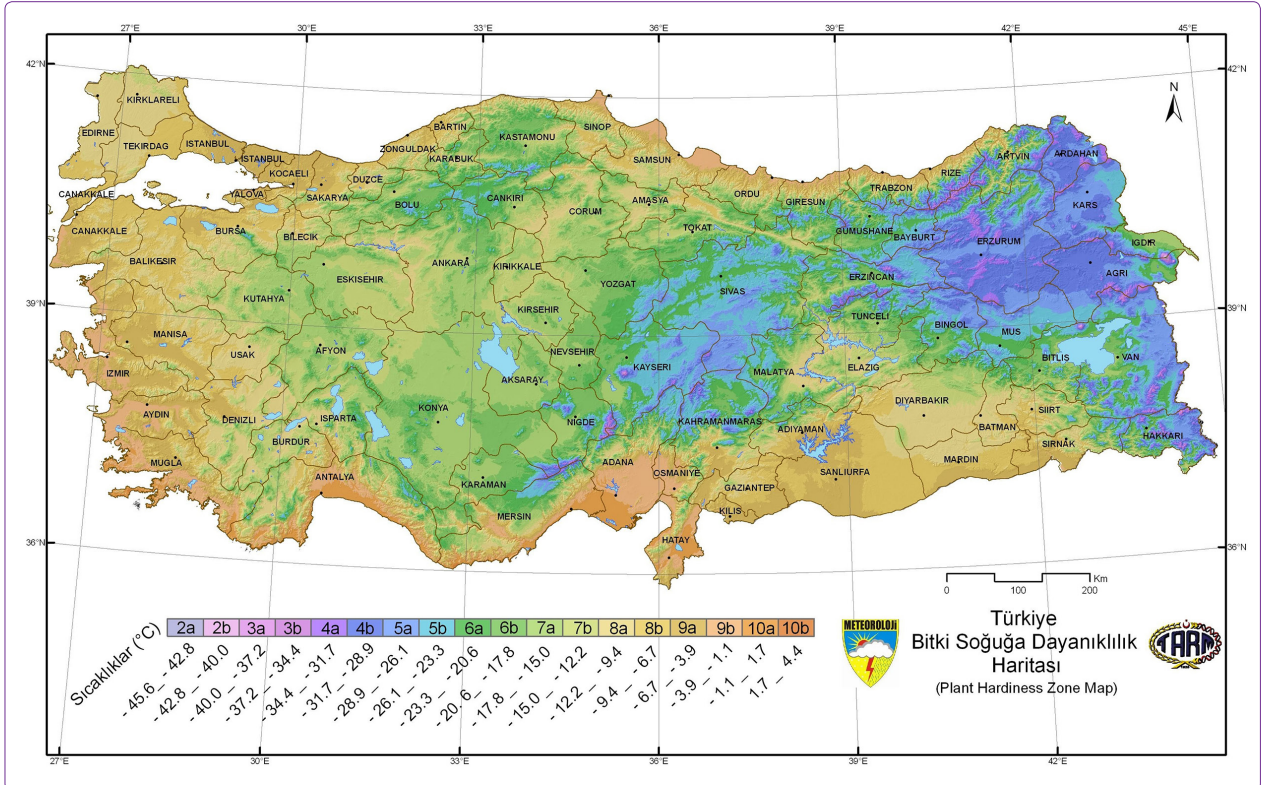 27°E 30°E 33°E 36°E 39°E 42°E 45°E
42°N 42°N
N
KIRKLARELI
EDIRNE
TEKIRDAG
ISTANBUL
ISTANBUL
KOCAELI
CANAKKALE
YALOVA
SAKARYA
DUZCE
ZONGULDAK
BARTIN
KARABUK
KASTAMONU
SINOP
SAMSUN
BOLU
CANKIRI
CORUM
AMASYA
ORDU
GIRESUN
TRABZON
RIZE
ARTVIN
ARDAHAN
KARS
CANAKKALE
BURSA
BILECIK
TOKAT
GUMUSHANE
BAYBURT
ERZURUM
IGDIR
BALIKESIR
ESKISEHIR
ANKARA
KIRIKKALE
YOZGAT
SIVAS
ERZINCAN
AGRI
KUTAHYA
KIRSEHIR
TUNCELI
BINGOL
MUS
39°N 39°N
MANISA
USAK
AFYON
NEVSEHIR
KAYSERI
MALATYA
ELAZIG
BITLIS
VAN
IZMIR
AKSARAY
AYDIN
DENIZLI
ISPARTA
KONYA
NIGDE
KAHRAMANMARAS
ADIYAMAN
DIYARBAKIR
SIIRT
BATMAN
BURDUR
SIRNAK
HAKKARI
MUGLA
ANTALYA
KARAMAN
ADANA
OSMANIYE
GAZIANTEP
SANLIURFA
MARDIN
MERSIN
KILIS
HATAY
36°N 36°N
Km
0 100 200
Sıcaklıklar (°C)
2a 2b 3a 3b 4a 4b 5a 5b 6a 6b 7a 7b 8a 8b 9a 9b 10a 10b
- 45.6 – - 42.8
- 42.8 – - 40.0
- 40.0 – - 37.2
- 37.2 – - 34.4
- 34.4 – - 31.7
- 31.7 – - 28.9
- 28.9 – - 26.1
- 26.1 – - 23.3
- 23.3 – - 20.6
- 20. 6 – - 17.8
- 17.8 – - 15.0
- 15.0 – - 12.2
- 12.2 – - 9.4
- 9.4 – - 6.7
- 6.7 – - 3.9
- 3.9 – - 1.1
- 1.1 – 1.7
1.7 – 4.4
METEOROLOJI
Türkiye
Bitki Soğuğa Dayanıklılık
Haritası
(Plant Hardiness Zone Map)
TARM
27°E 30°E 33°E 36°E 39°E 42°E